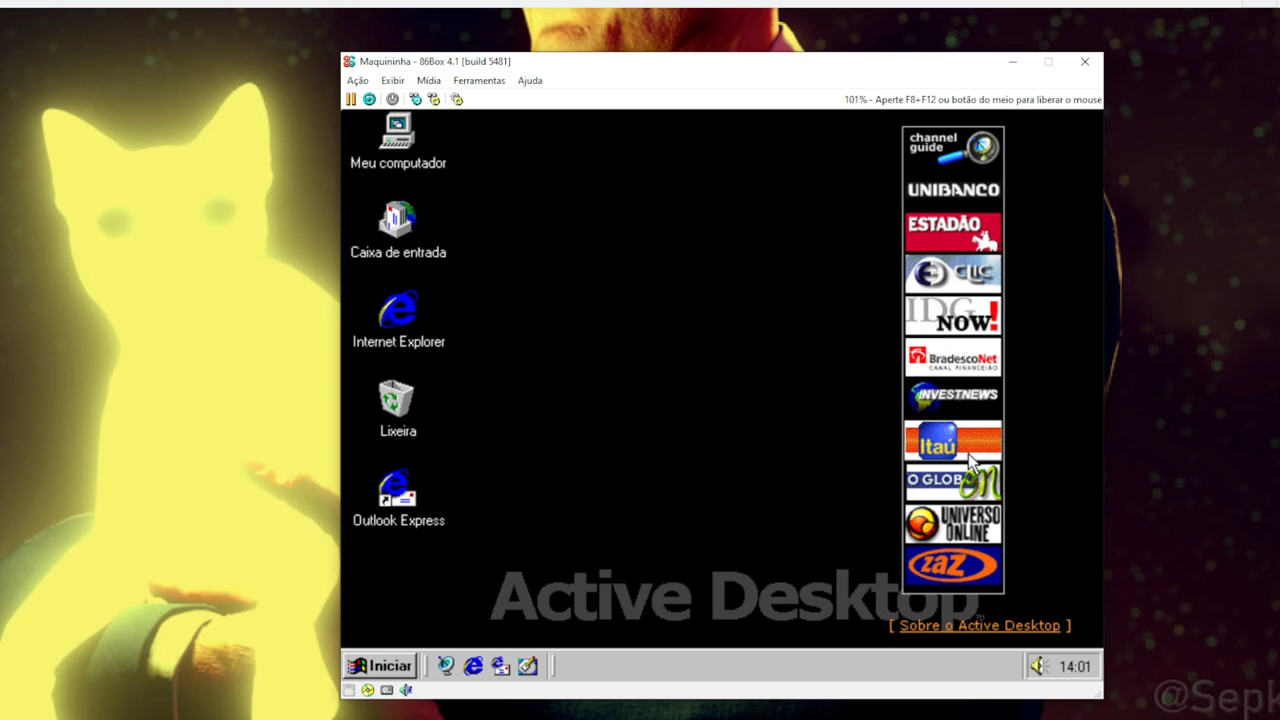 Maquininha - 86Box 4.1 [build 5481]
Ação Exibir Mídia Ferramentas Ajuda
101% - Aperte F8+F12 ou botão do meio para liberar o mouse
Meu computador
Caixa de entrada
Internet Explorer
Lixeira
Outlook Express
channel
guide
UNIBANCO
ESTADÃO
CLIC
IDG
NOW!
BradescoNet
CANAL FINANCEIRO
INVESTNEWS
Itaú
O GLOBO
on
UNIVERSO
ONLINE
zaz
Active Desktop
[ Sobre o Active Desktop ]
Iniciar
14:01